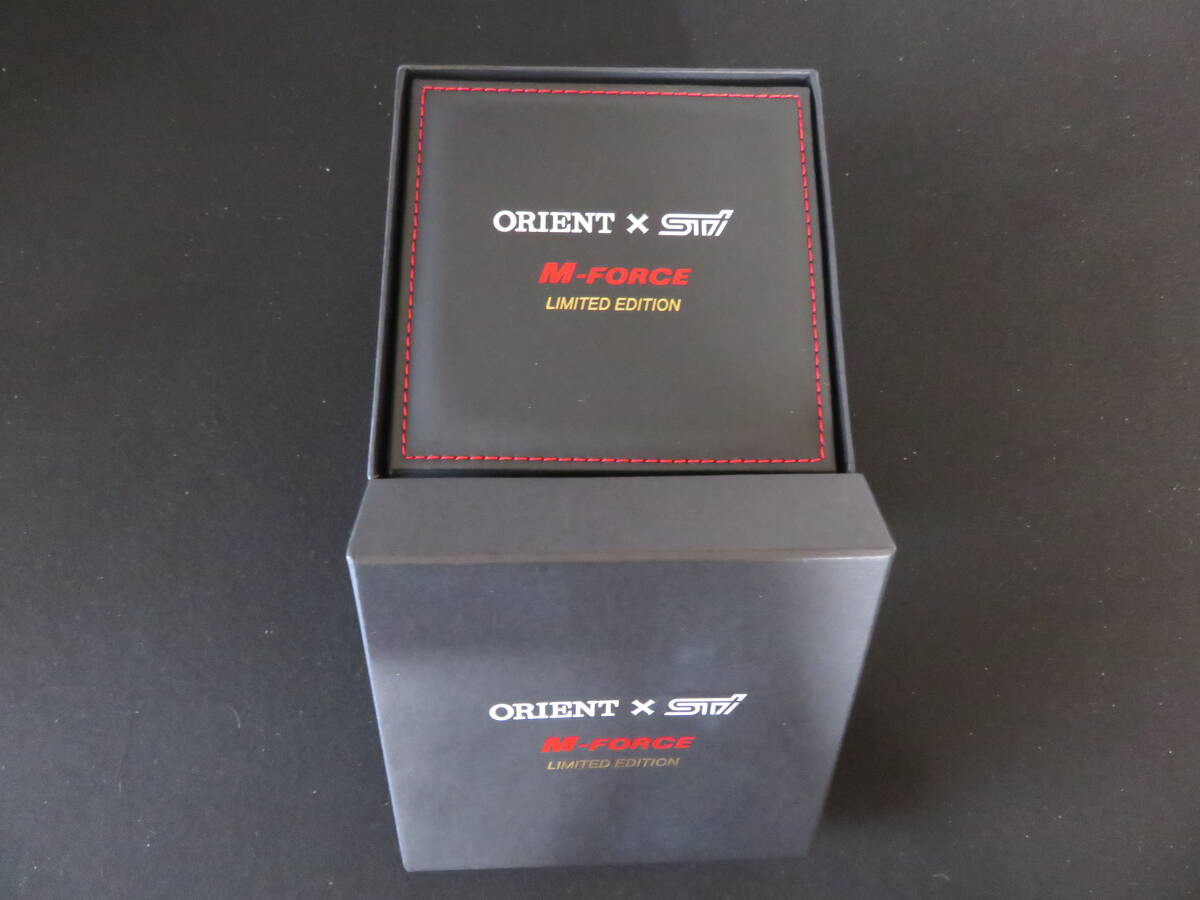 ORIENT × STI
M-FORCE
LIMITED EDITION
ORIENT × STI
M-FORCE
LIMITED EDITION